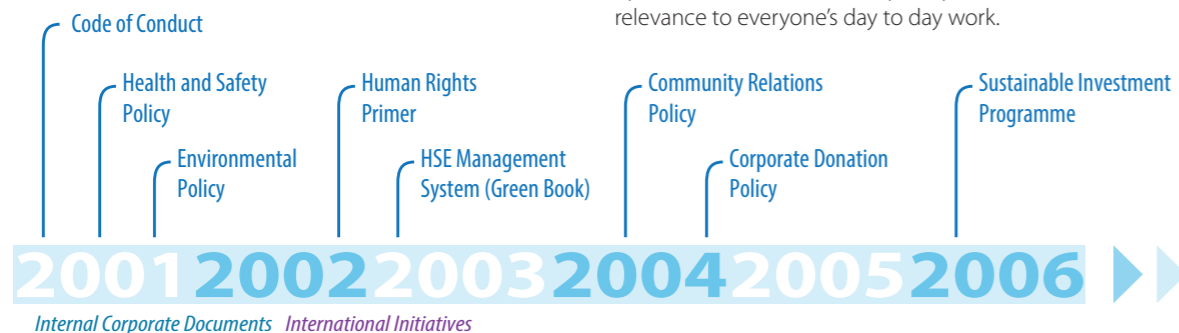 relevance to everyone's day to day work.
Code of Conduct
Health and Safety
Policy
Human Rights
Primer
Community Relations
Policy
Sustainable Investment
Programme
Environmental
Policy
HSE Management
System (Green Book)
Corporate Donation
Policy
2001 2002 2003 2004 2005 2006
Internal Corporate Documents International Initiatives